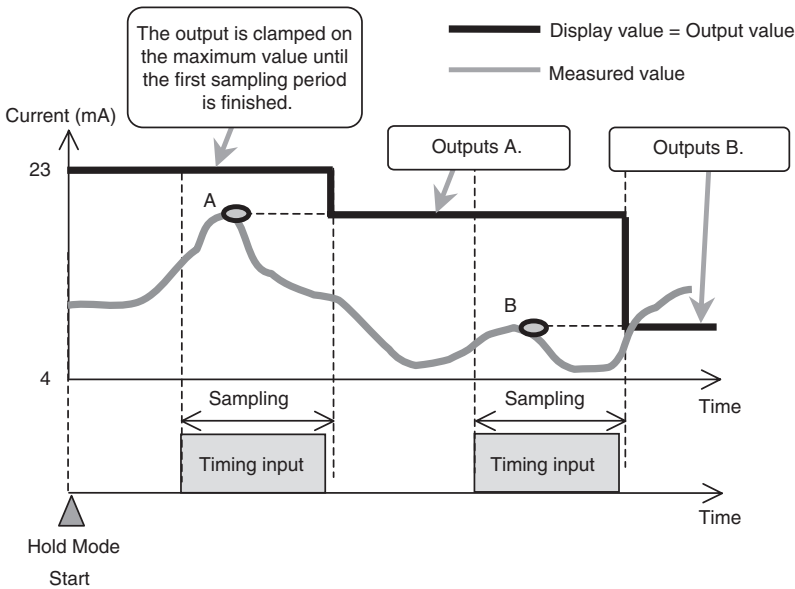 The output is clamped on
the maximum value until
the first sampling period
is finished.
Display value = Output value
Measured value
Current (mA)
Outputs A.
Outputs B.
23
A
B
4
Sampling
Sampling
Time
Timing input
Timing input
Time
Hold Mode
Start